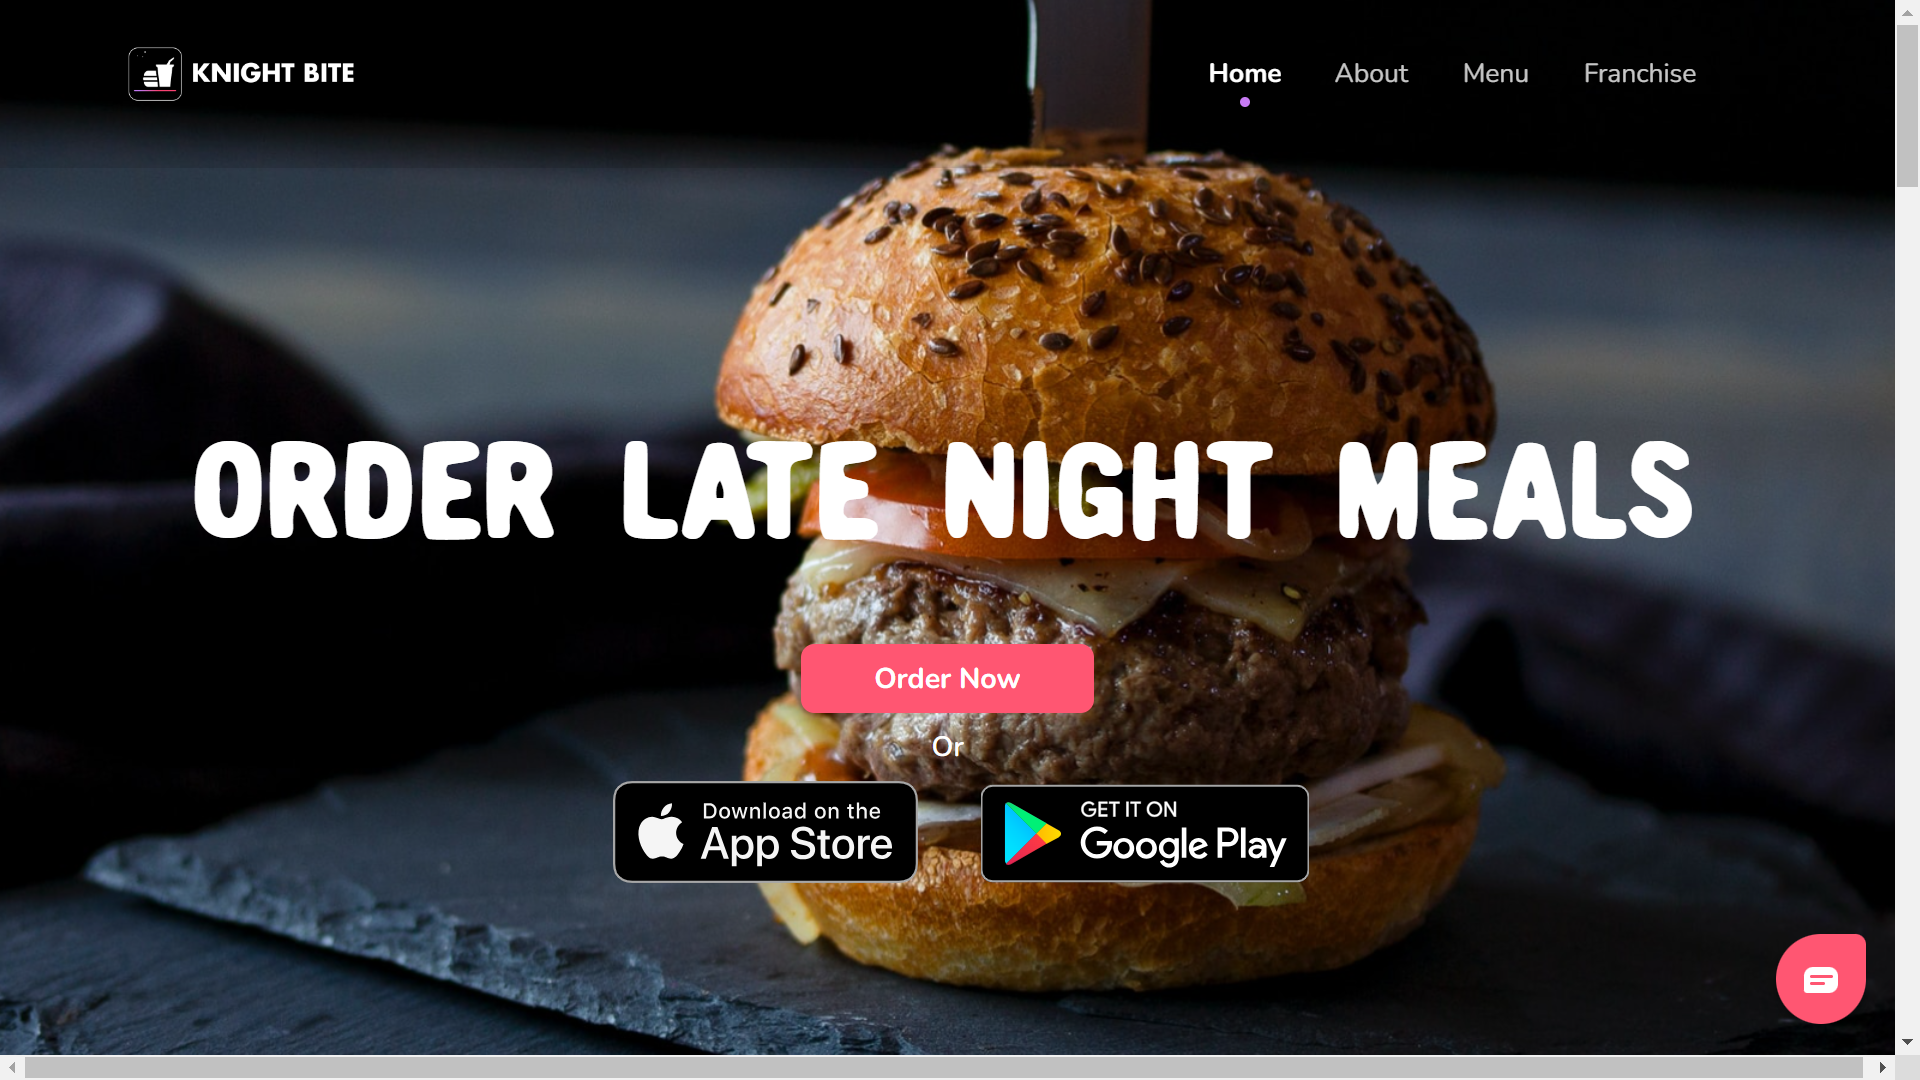 KNIGHT BITE
Home
About
Menu
Franchise
ORDER LATE NIGHT MEALS
Order Now
Or
Download on the
App Store
GET IT ON
Google Play